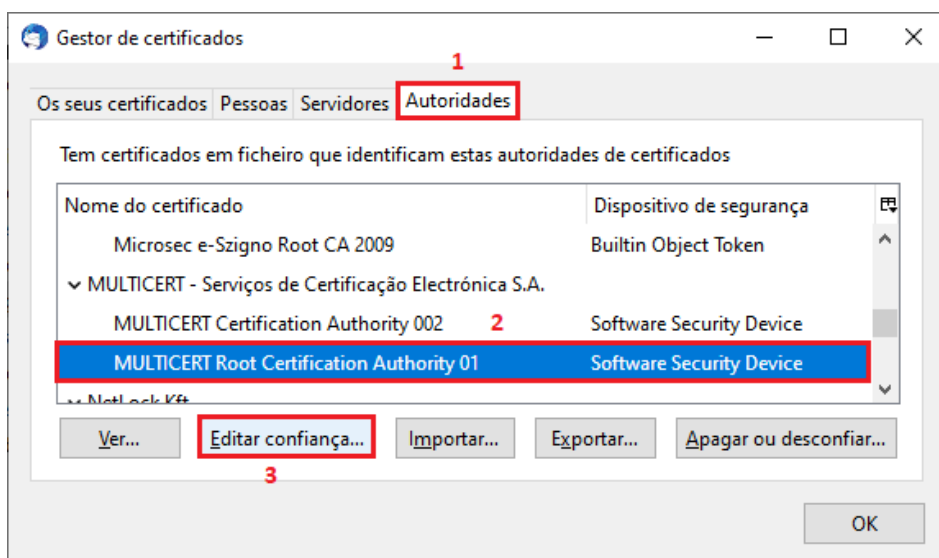 Gestor de certificados
1
Os seus certificados Pessoas Servidores Autoridades
Tem certificados em ficheiro que identificam estas autoridades de certificados
Nome do certificado Dispositivo de segurança
Microsec e-Szigno Root CA 2009 Builtin Object Token
MULTICERT - Serviços de Certificação Electrónica S.A.
MULTICERT Certification Authority 002 2 Software Security Device
MULTICERT Root Certification Authority 01 Software Security Device
NetLock Kft.
Ver... Editar confiança... Importar... Exportar... Apagar ou desconfiar...
3
OK